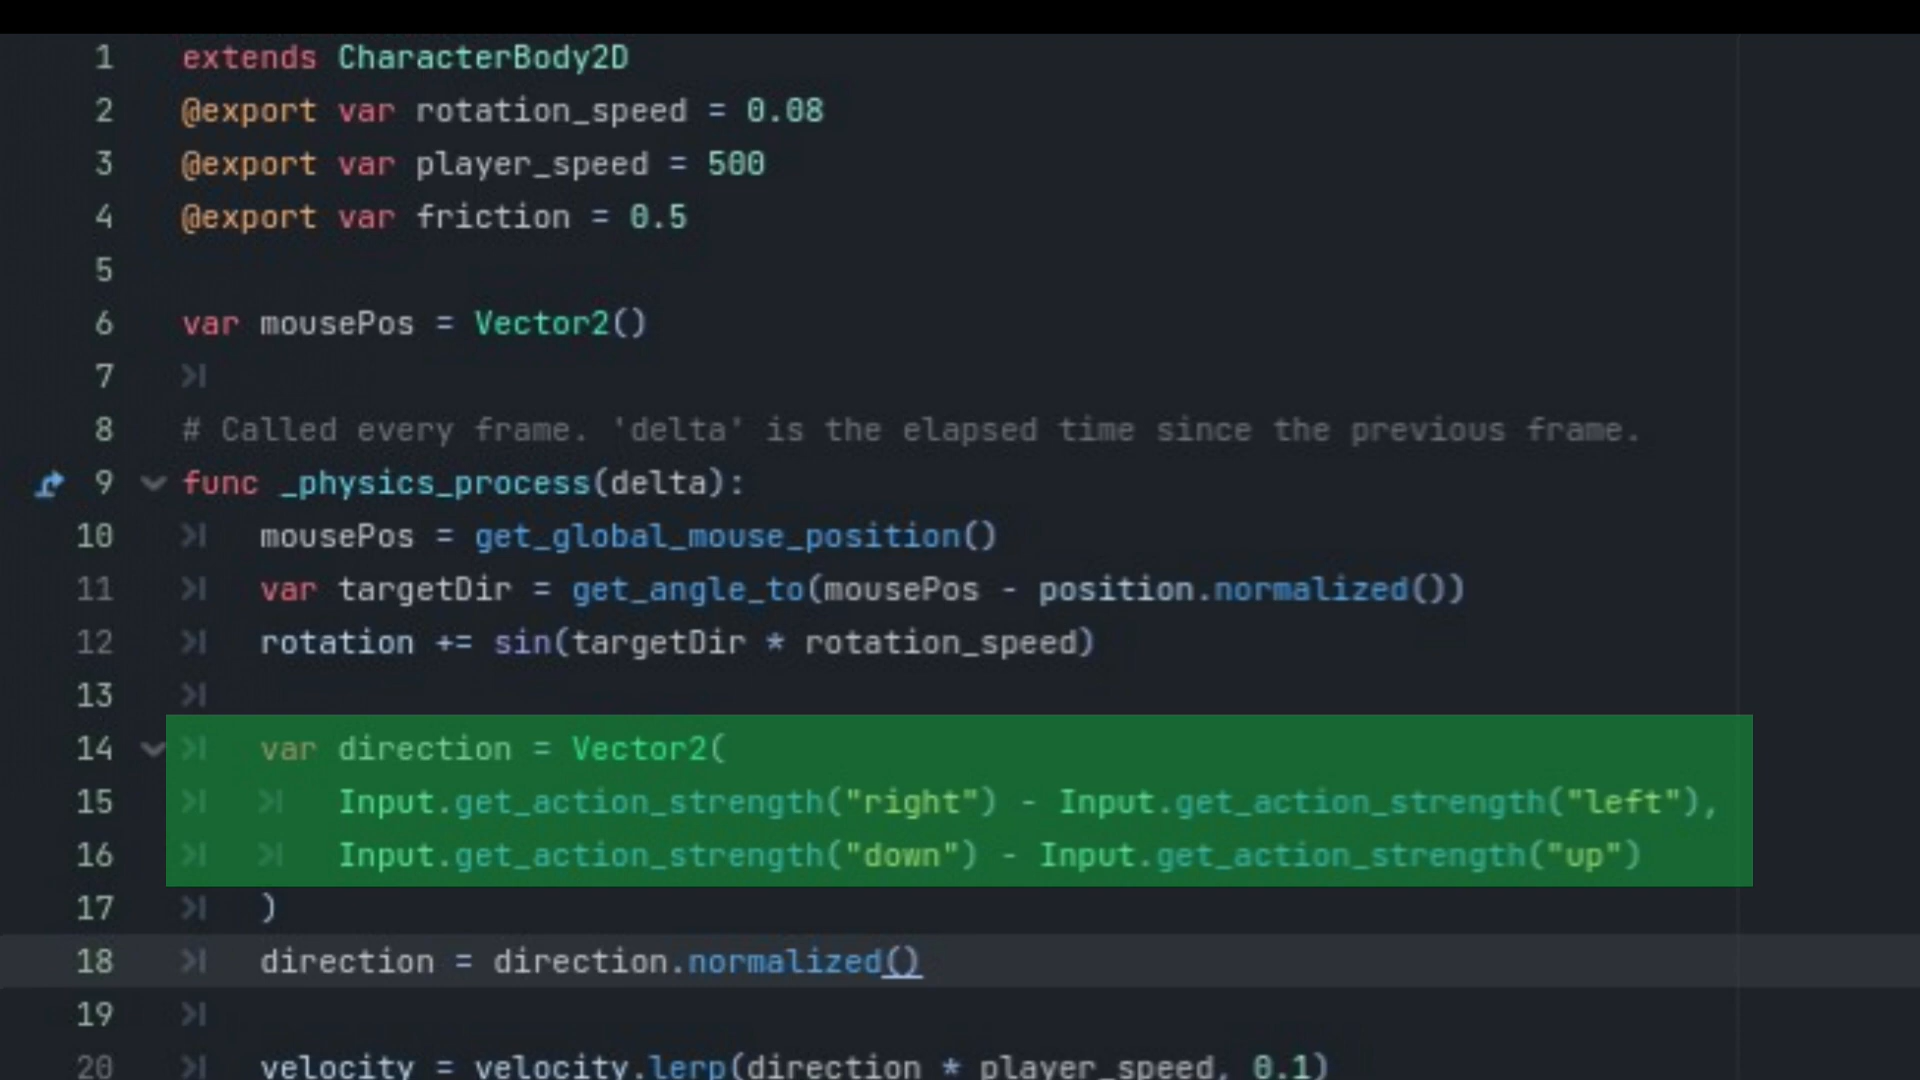 1 extends CharacterBody2D
2 @export var rotation_speed = 0.08
3 @export var player_speed = 500
4 @export var friction = 0.5
5
6 var mousePos = Vector2()
7
8 # Called every frame. 'delta' is the elapsed time since the previous frame.
9 func _physics_process(delta):
10 mousePos = get_global_mouse_position()
11 var targetDir = get_angle_to(mousePos - position.normalized())
12 rotation += sin(targetDir * rotation_speed)
13
14 var direction = Vector2(
15 Input.get_action_strength("right") - Input.get_action_strength("left"),
16 Input.get_action_strength("down") - Input.get_action_strength("up")
17 )
18 direction = direction.normalized()
19
20 velocity = velocity.lerp(direction * player_speed, 0.1)